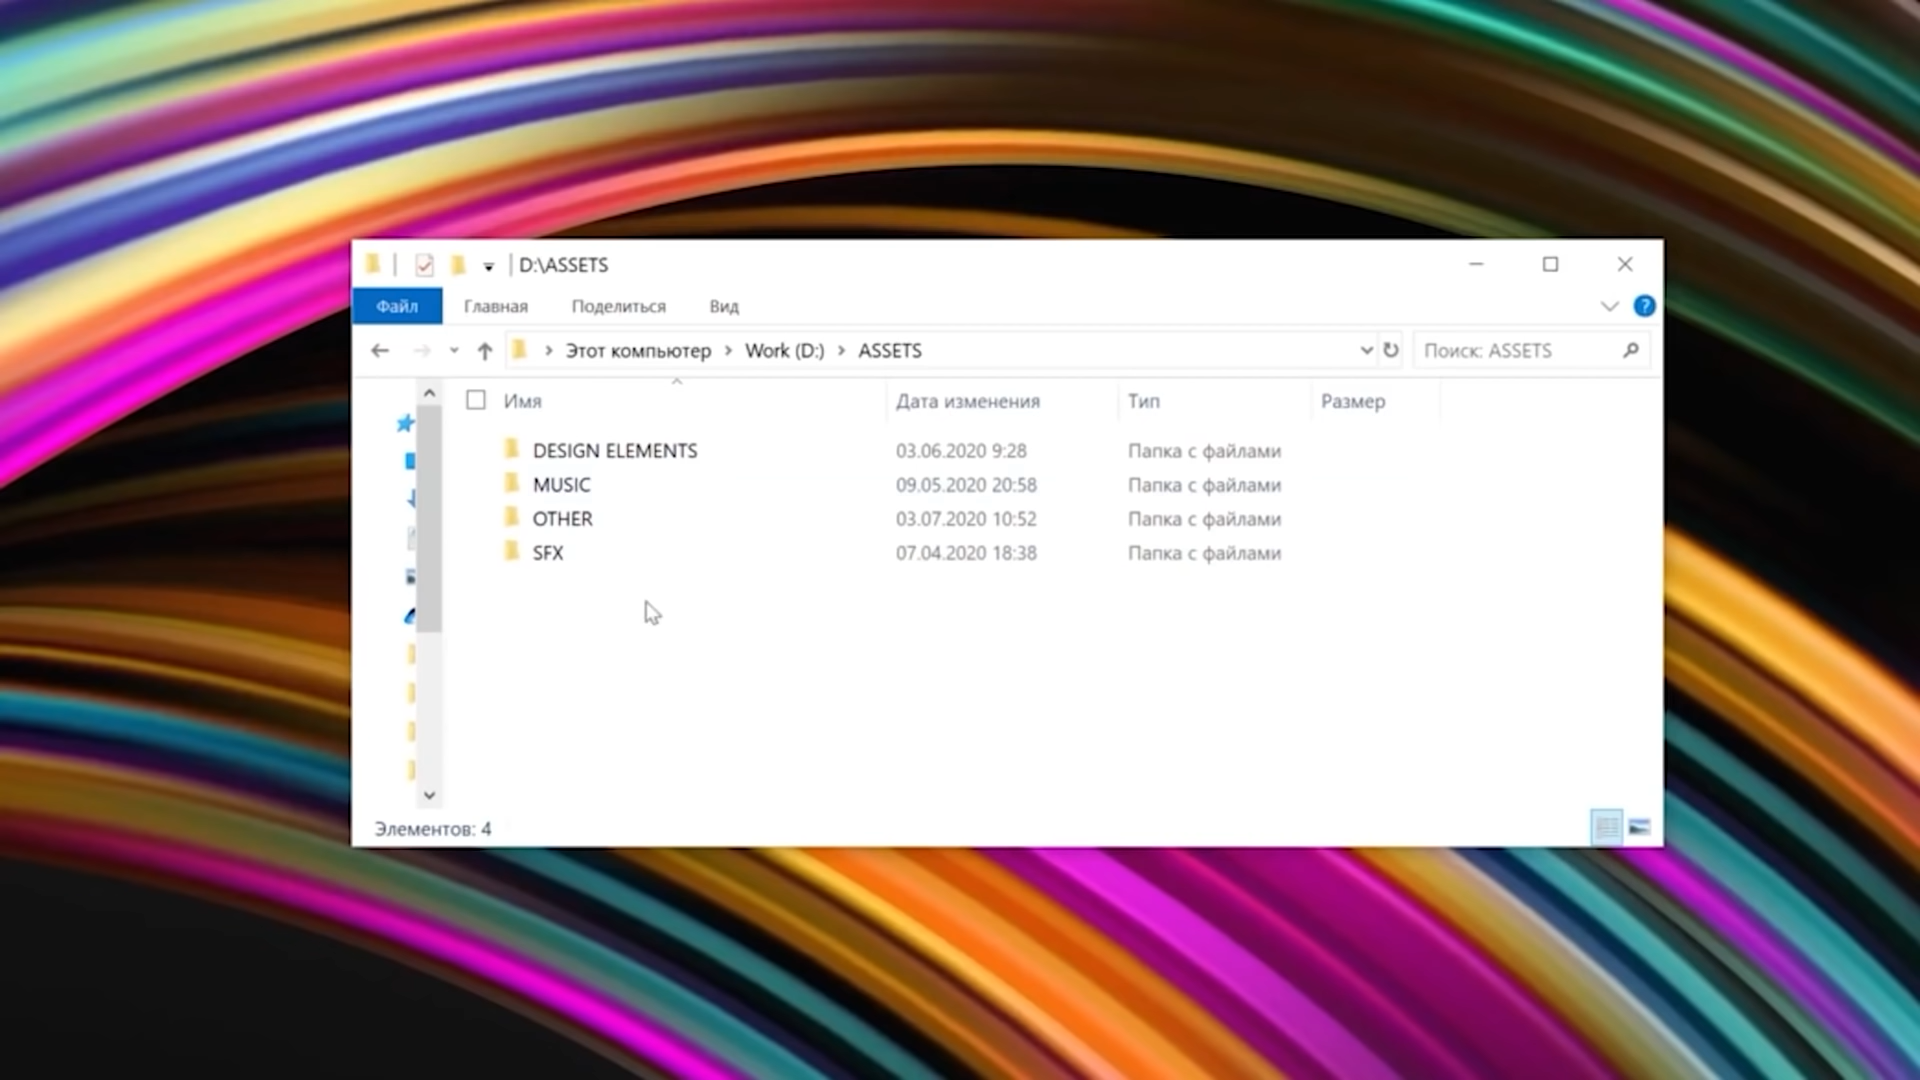 D:\ASSETS
Файл Главная Поделиться Вид
Этот компьютер Work (D:) ASSETS Поиск: ASSETS
Имя Дата изменения Тип Размер
DESIGN ELEMENTS 03.06.2020 9:28 Папка с файлами
MUSIC 09.05.2020 20:58 Папка с файлами
OTHER 03.07.2020 10:52 Папка с файлами
SFX 07.04.2020 18:38 Папка с файлами
Элементов: 4